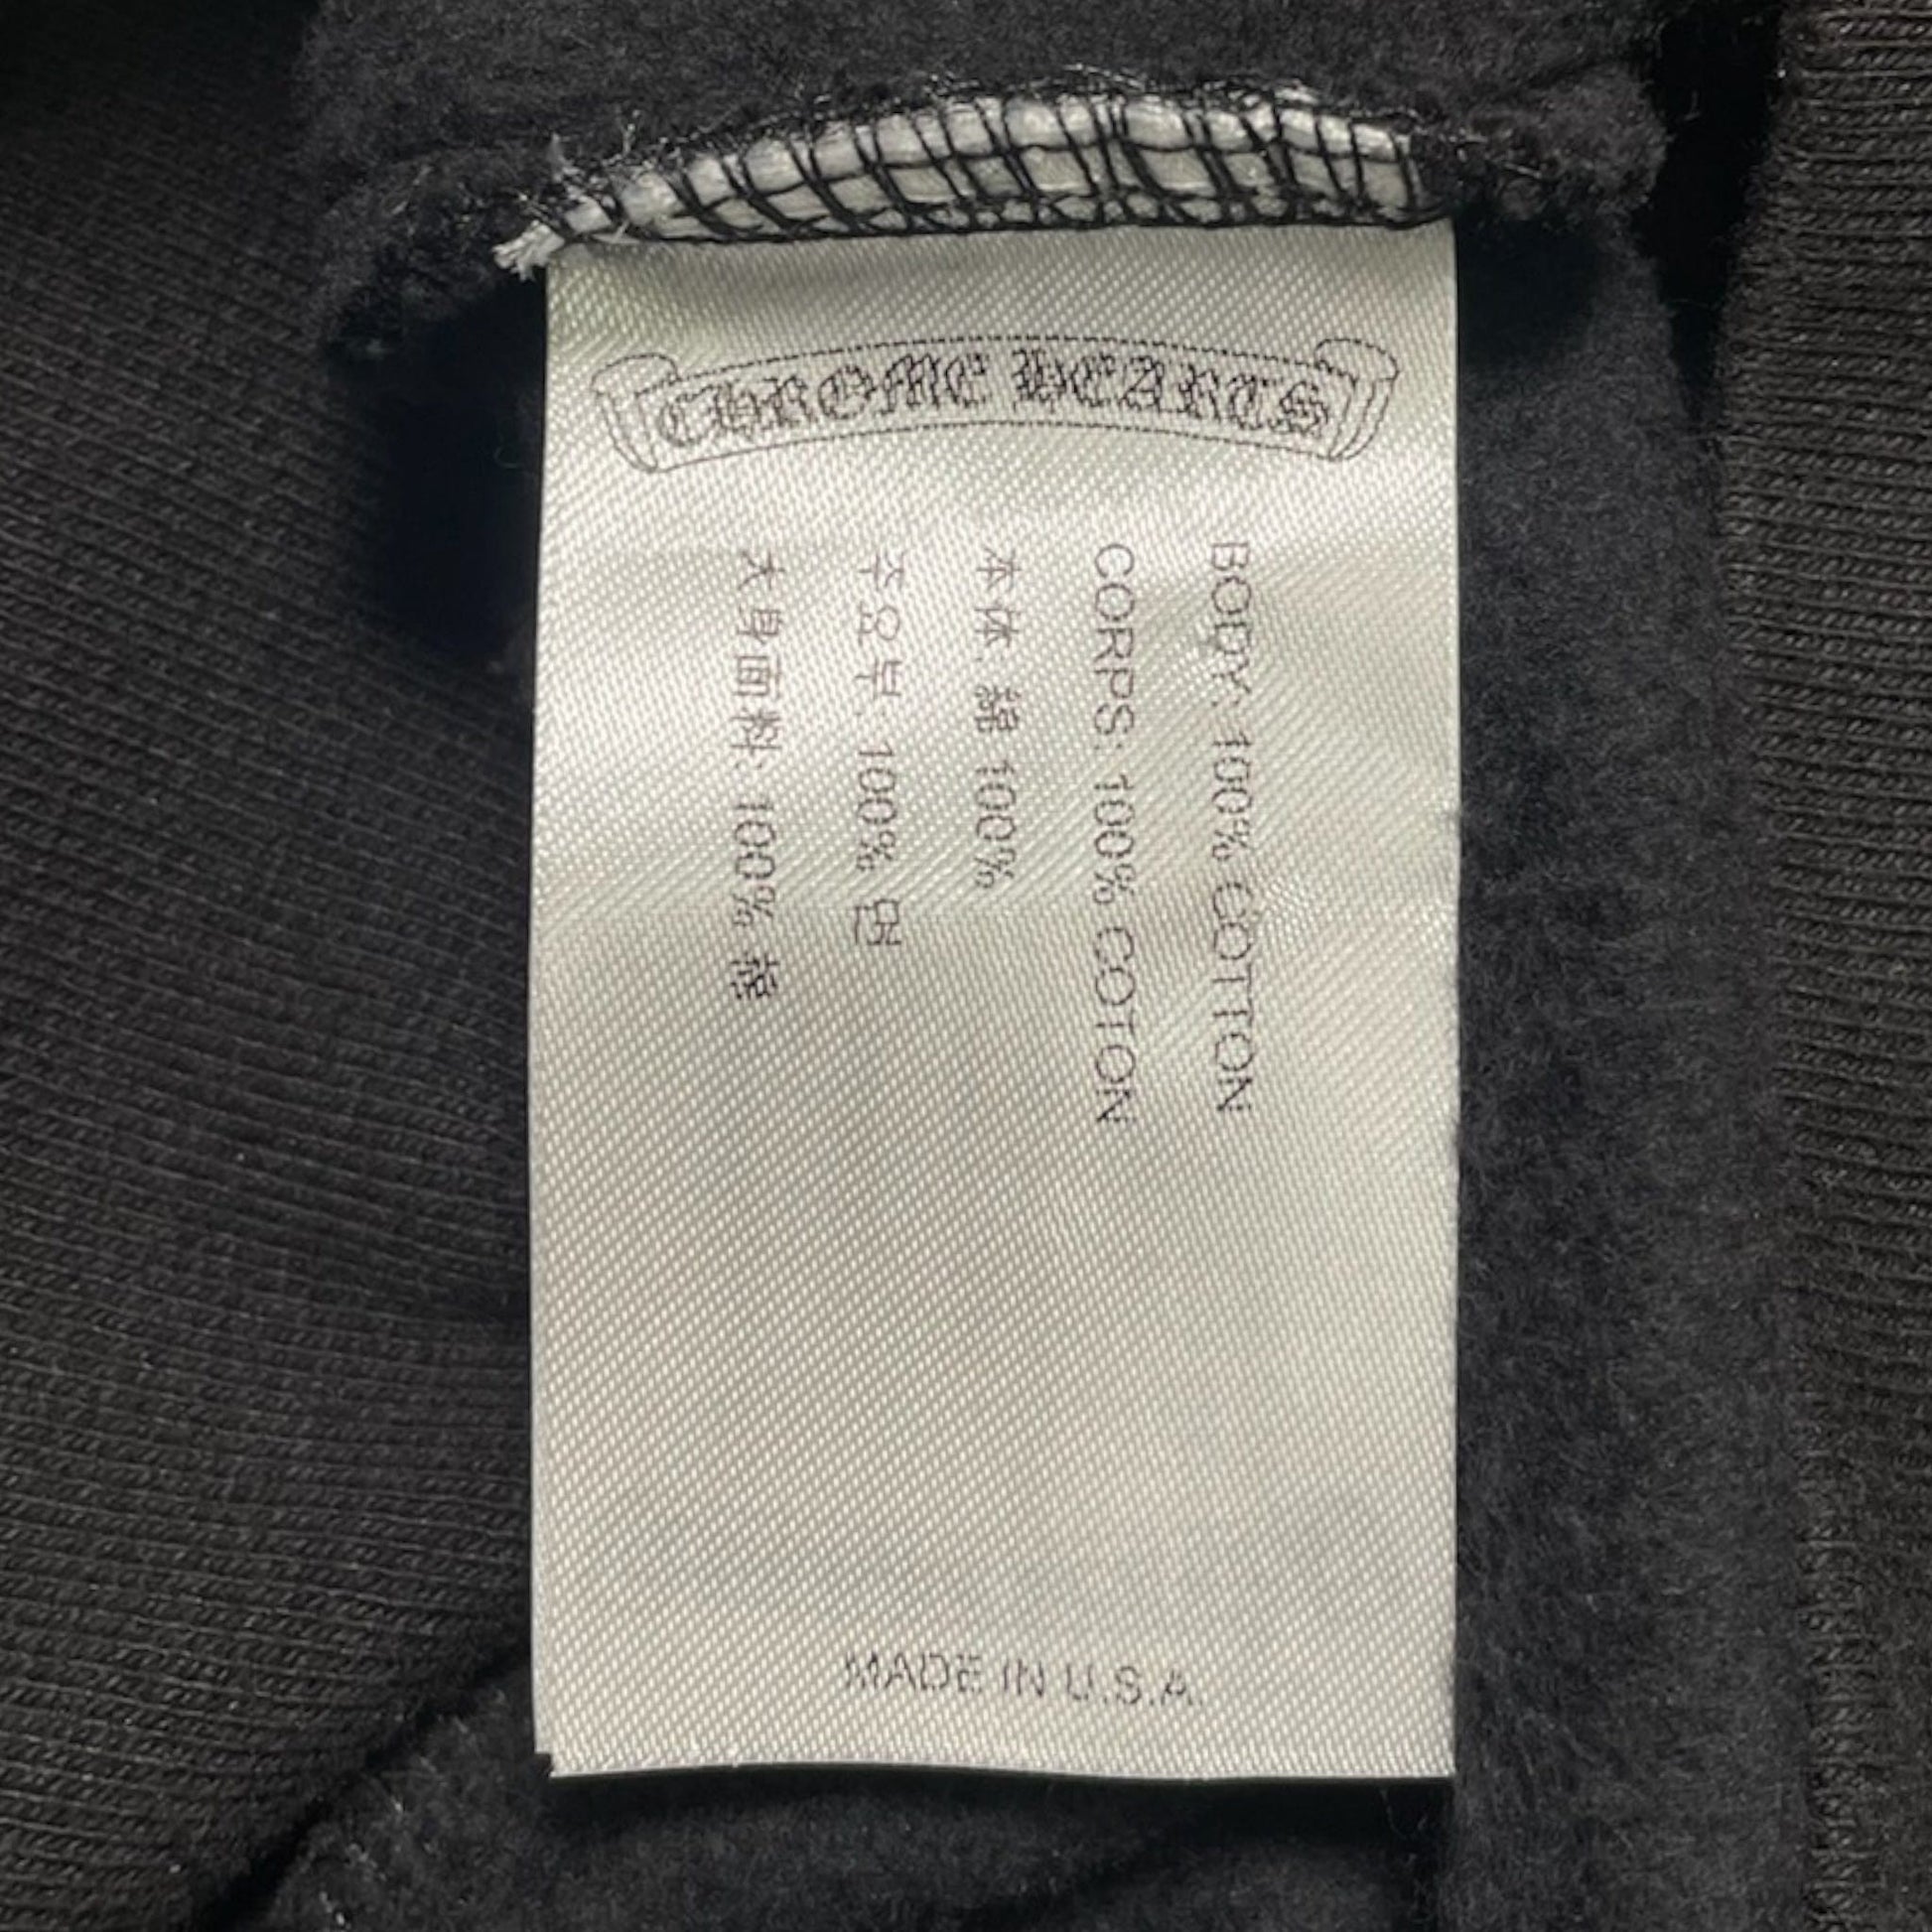 CHROME HEARTS
BODY: 100% COTTON
CORPS: 100% COTON
本体: 綿 100%
주요부: 100% 면
大身面料: 100% 棉
MADE IN U.S.A.